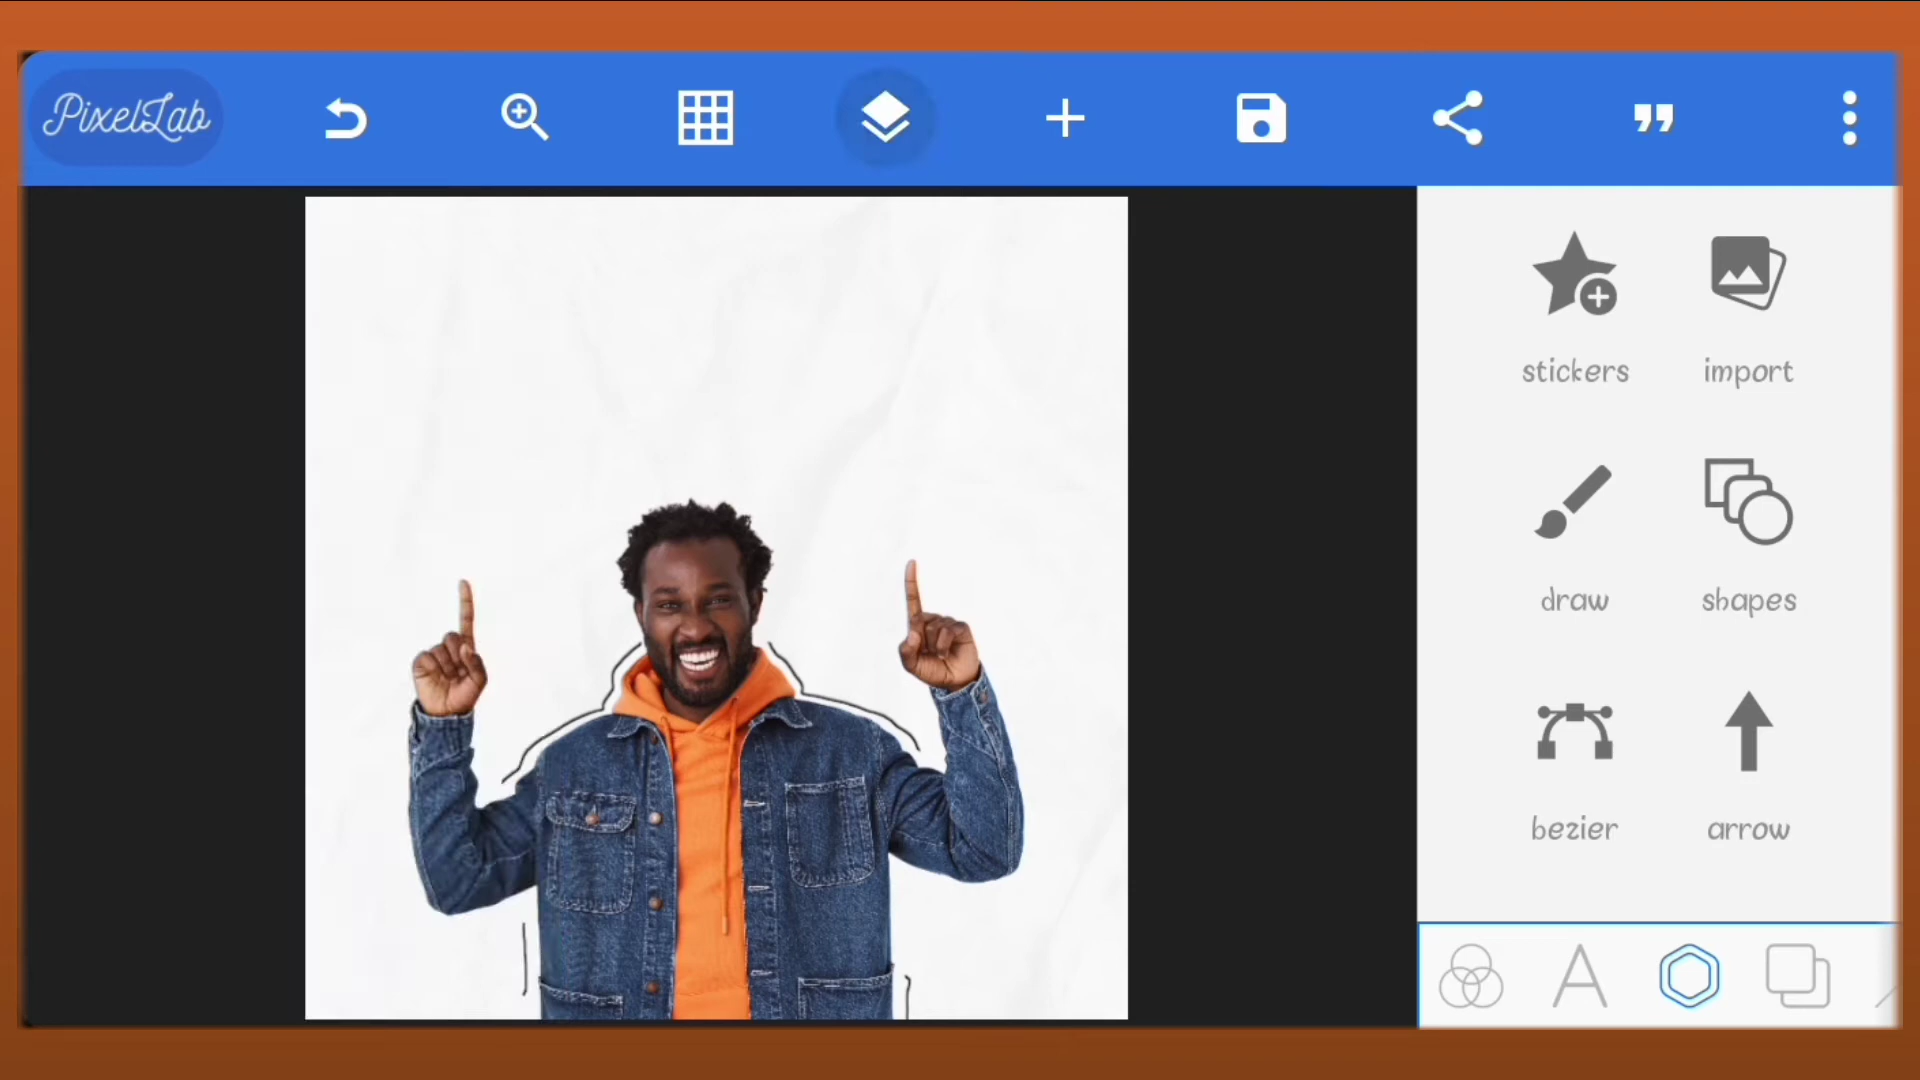 PixelLab
stickers
import
draw
shapes
bezier
arrow